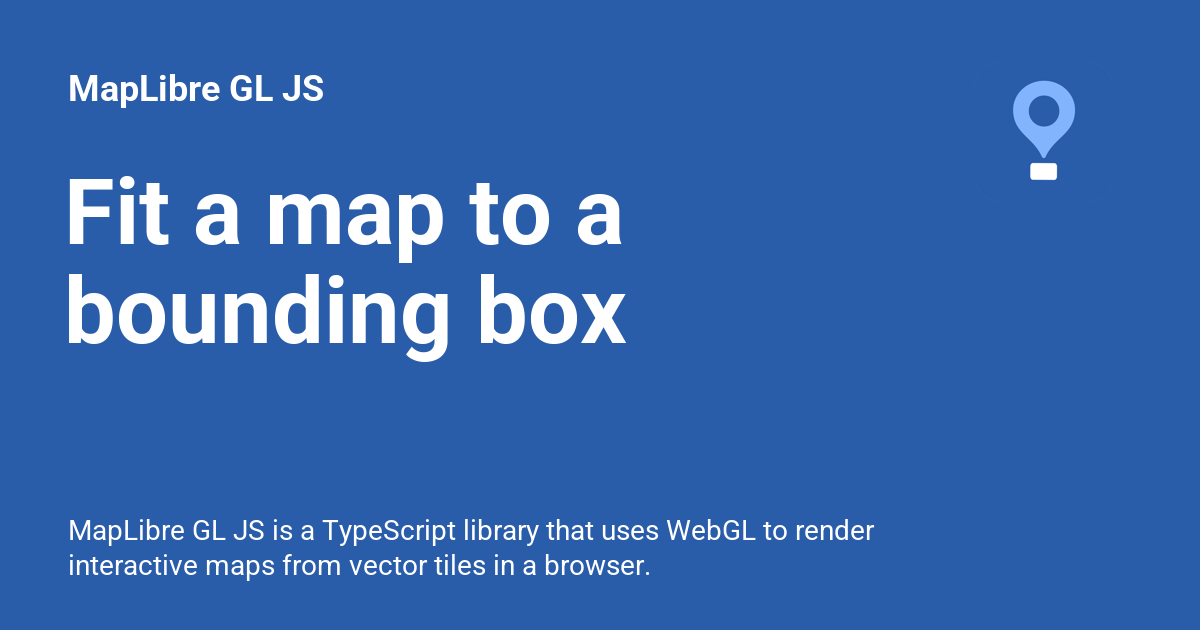 MapLibre GL JS
Fit a map to a
bounding box
MapLibre GL JS is a TypeScript library that uses WebGL to render
interactive maps from vector tiles in a browser.